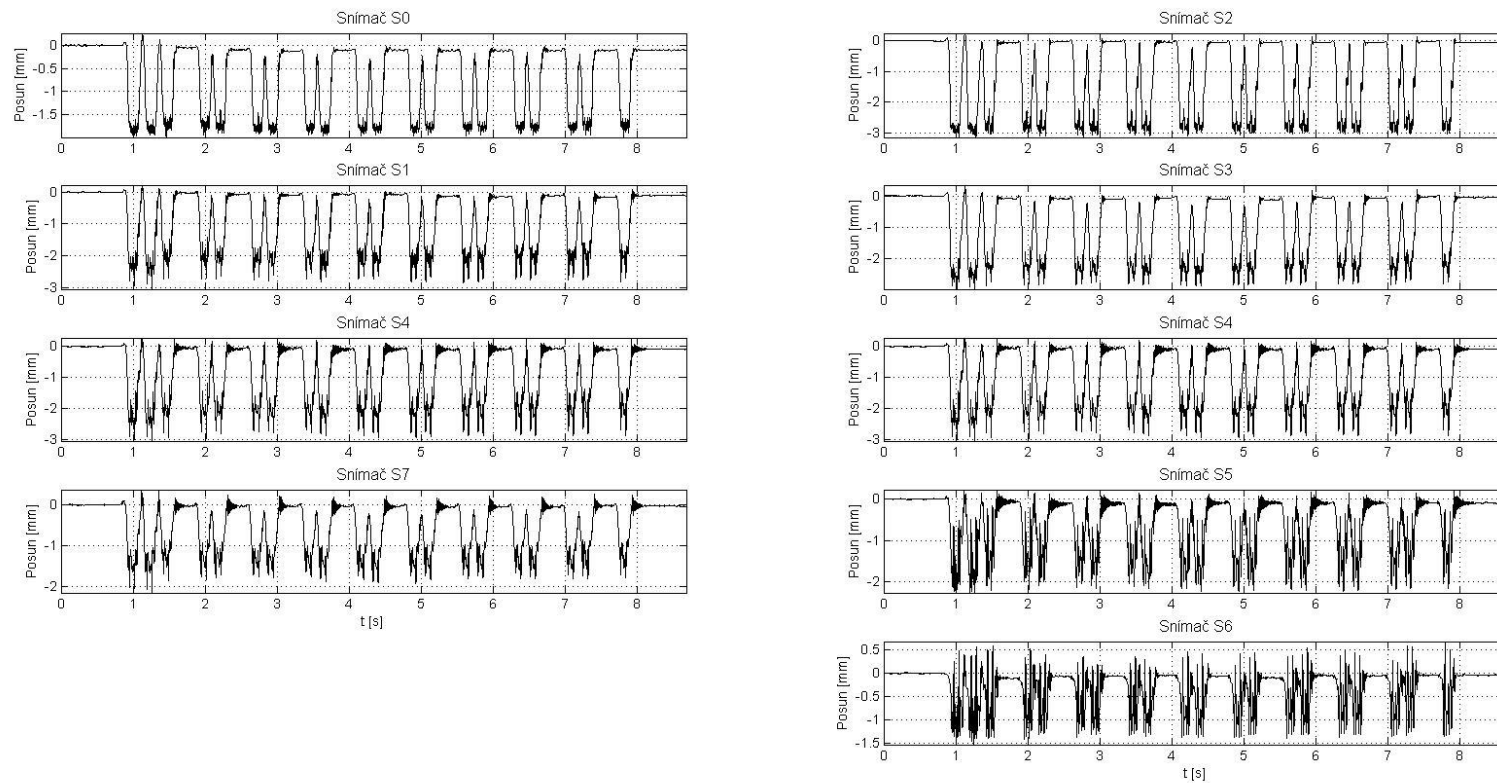 Snímač S0
Posun [mm]
0
-0.5
-1
-1.5
0 1 2 3 4 5 6 7 8
Snímač S1
Posun [mm]
0
-1
-2
-3
0 1 2 3 4 5 6 7 8
Snímač S4
Posun [mm]
0
-1
-2
-3
0 1 2 3 4 5 6 7 8
Snímač S7
Posun [mm]
0
-1
-2
0 1 2 3 4 5 6 7 8
t [s]
Snímač S2
Posun [mm]
0
-1
-2
-3
0 1 2 3 4 5 6 7 8
Snímač S3
Posun [mm]
0
-1
-2
0 1 2 3 4 5 6 7 8
Snímač S4
Posun [mm]
0
-1
-2
-3
0 1 2 3 4 5 6 7 8
Snímač S5
Posun [mm]
0
-1
-2
0 1 2 3 4 5 6 7 8
Snímač S6
Posun [mm]
0.5
0
-0.5
-1
-1.5
0 1 2 3 4 5 6 7 8
t [s]